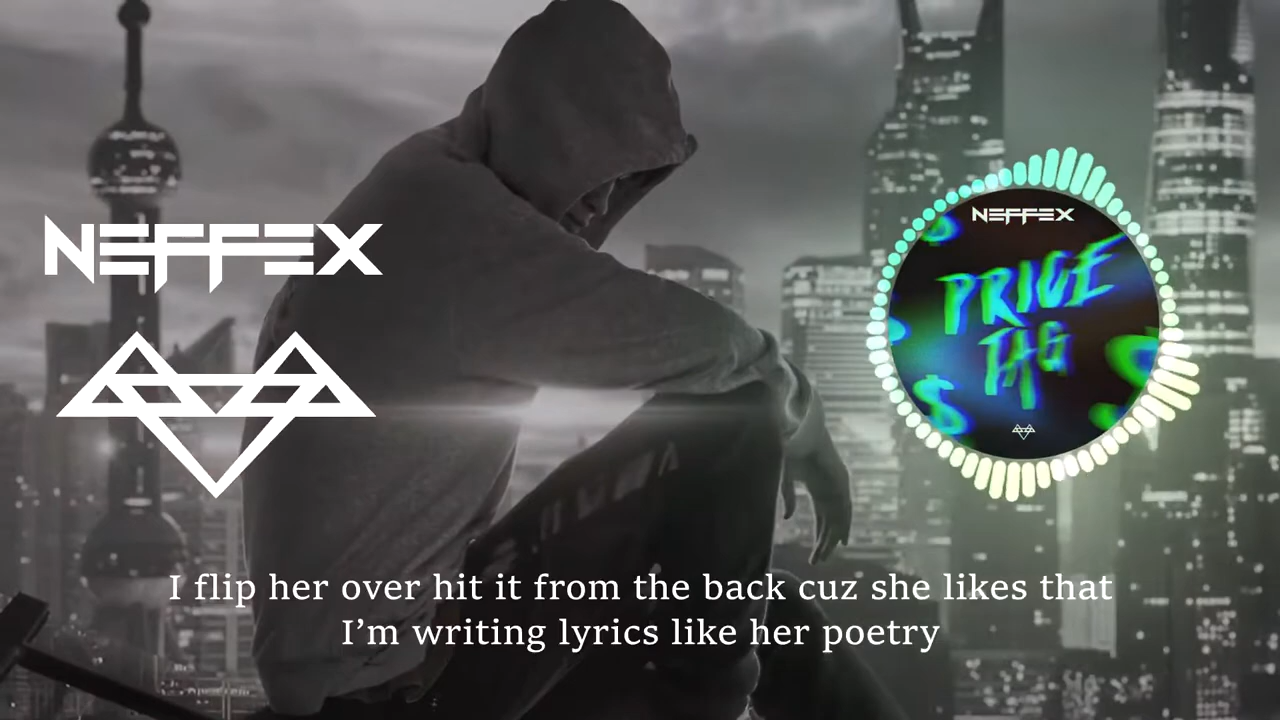 NEFFEX
NEFFEX
PRICE
TAG
$
I flip her over hit it from the back cuz she likes that
I'm writing lyrics like her poetry